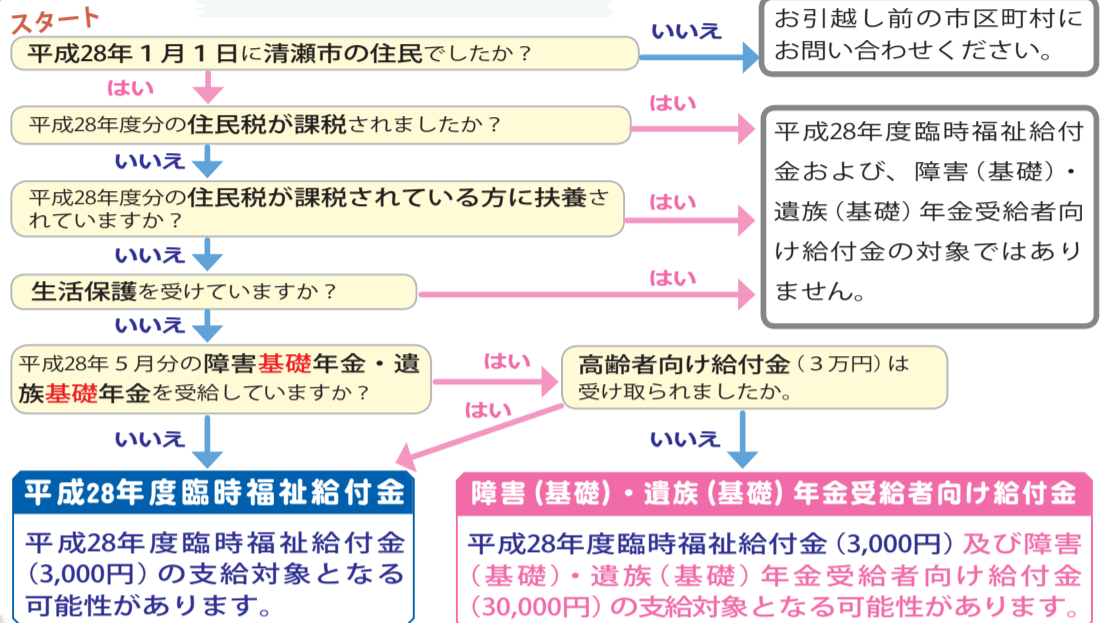 スタート
平成28年1月1日に清瀬市の住民でしたか?
いいえ
お引越し前の市区町村に
お問い合わせください。
はい
平成28年度分の住民税が課税されましたか?
はい
平成28年度臨時福祉給付
金および、障害(基礎)・
遺族(基礎)年金受給者向
け給付金の対象ではあり
ません。
いいえ
平成28年度分の住民税が課税されている方に扶養さ
れていますか?
はい
いいえ
生活保護を受けていますか?
はい
いいえ
平成28年5月分の障害基礎年金・遺
族基礎年金を受給していますか?
はい
高齢者向け給付金(3万円)は
受け取られましたか。
はい
いいえ
いいえ
平成28年度臨時福祉給付金
平成28年度臨時福祉給付金
(3,000円)の支給対象となる
可能性があります。
障害(基礎)・遺族(基礎)年金受給者向け給付金
平成28年度臨時福祉給付金(3,000円)及び障害
(基礎)・遺族(基礎)年金受給者向け給付金
(30,000円)の支給対象となる可能性があります。